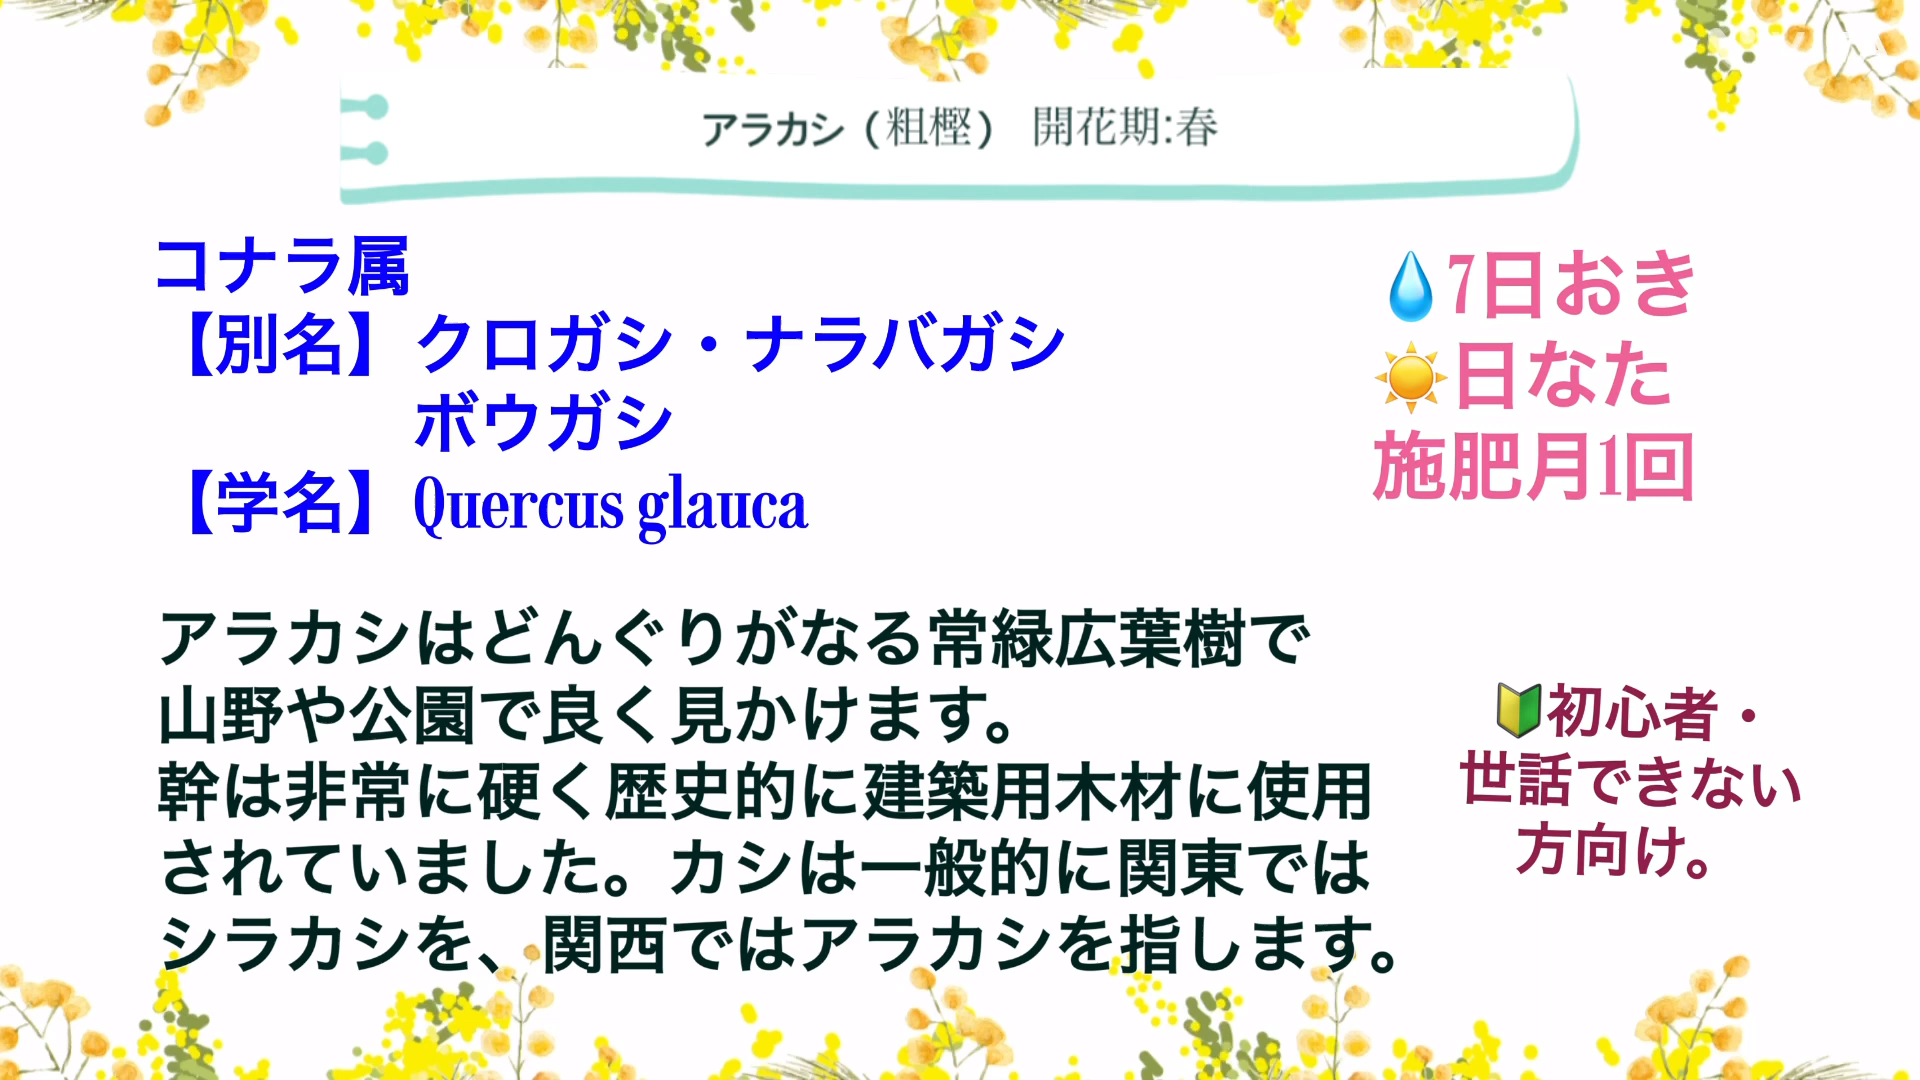 アラカシ（粗樫） 開花期:春
コナラ属
【別名】クロガシ・ナラバガシ
ボウガシ
【学名】Quercus glauca
💧7日おき
☀️日なた
施肥月1回
アラカシはどんぐりがなる常緑広葉樹で
山野や公園で良く見かけます。
幹は非常に硬く歴史的に建築用木材に使用
されていました。カシは一般的に関東では
シラカシを、関西ではアラカシを指します。
🔰初心者・
世話できない
方向け。